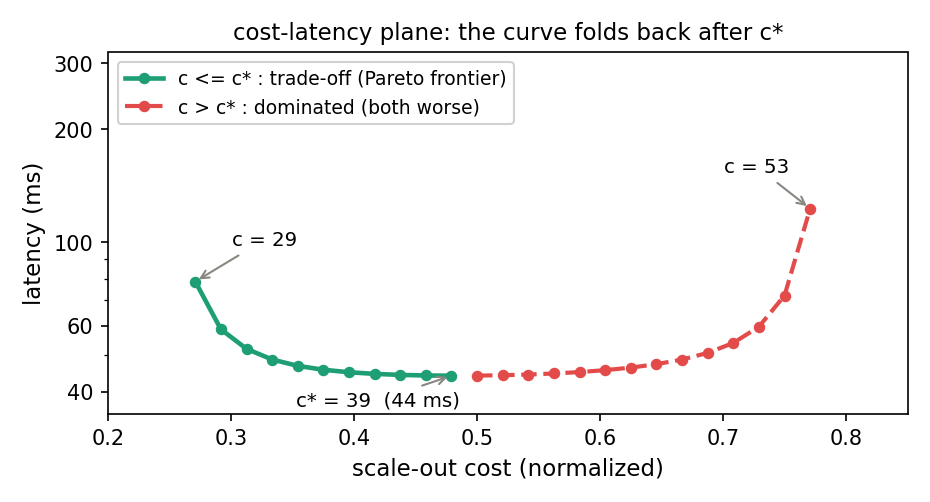 cost-latency plane: the curve folds back after c*
c <= c* : trade-off (Pareto frontier)
c > c* : dominated (both worse)
latency (ms)
300
200
100
60
40
c = 53
c = 29
c* = 39  (44 ms)
0.2
0.3
0.4
0.5
0.6
0.7
0.8
scale-out cost (normalized)